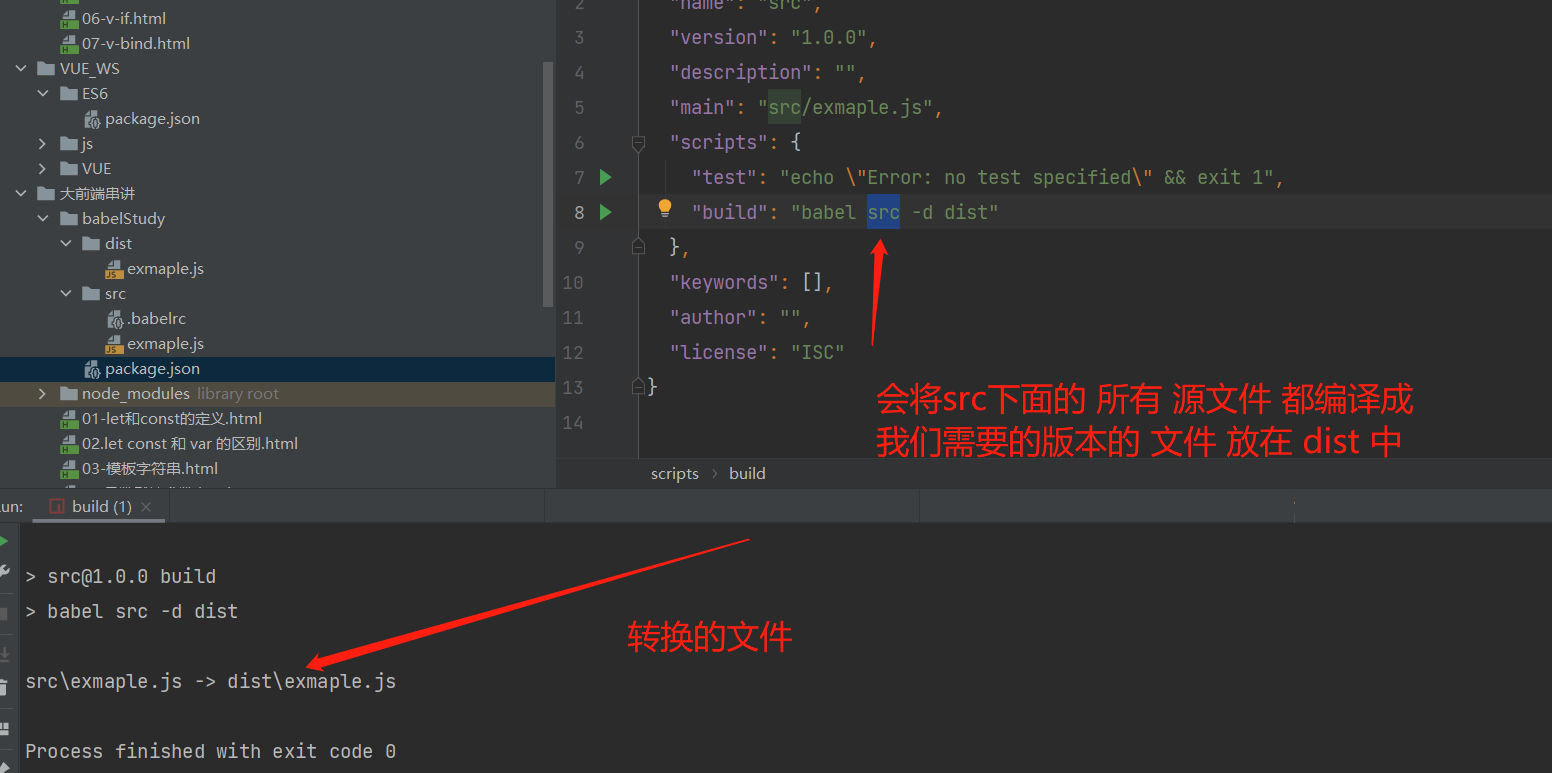 06-v-if.html
07-v-bind.html
VUE_WS
ES6
package.json
js
VUE
大前端串讲
babelStudy
dist
exmaple.js
src
.babelrc
exmaple.js
package.json
node_modules library root
01-let和const的定义.html
02.let const 和 var 的区别.html
03-模板字符串.html
2 "name": "src",
3 "version": "1.0.0",
4 "description": "",
5 "main": "src/exmaple.js",
6 "scripts": {
7 "test": "echo \"Error: no test specified\" && exit 1",
8 "build": "babel src -d dist"
9 },
10 "keywords": [],
11 "author": "",
12 "license": "ISC"
13 }
14
会将src下面的 所有 源文件 都编译成
我们需要的版本的 文件 放在 dist 中
scripts > build
un: build (1)
> src@1.0.0 build
> babel src -d dist
转换的文件
src\exmaple.js -> dist\exmaple.js
Process finished with exit code 0